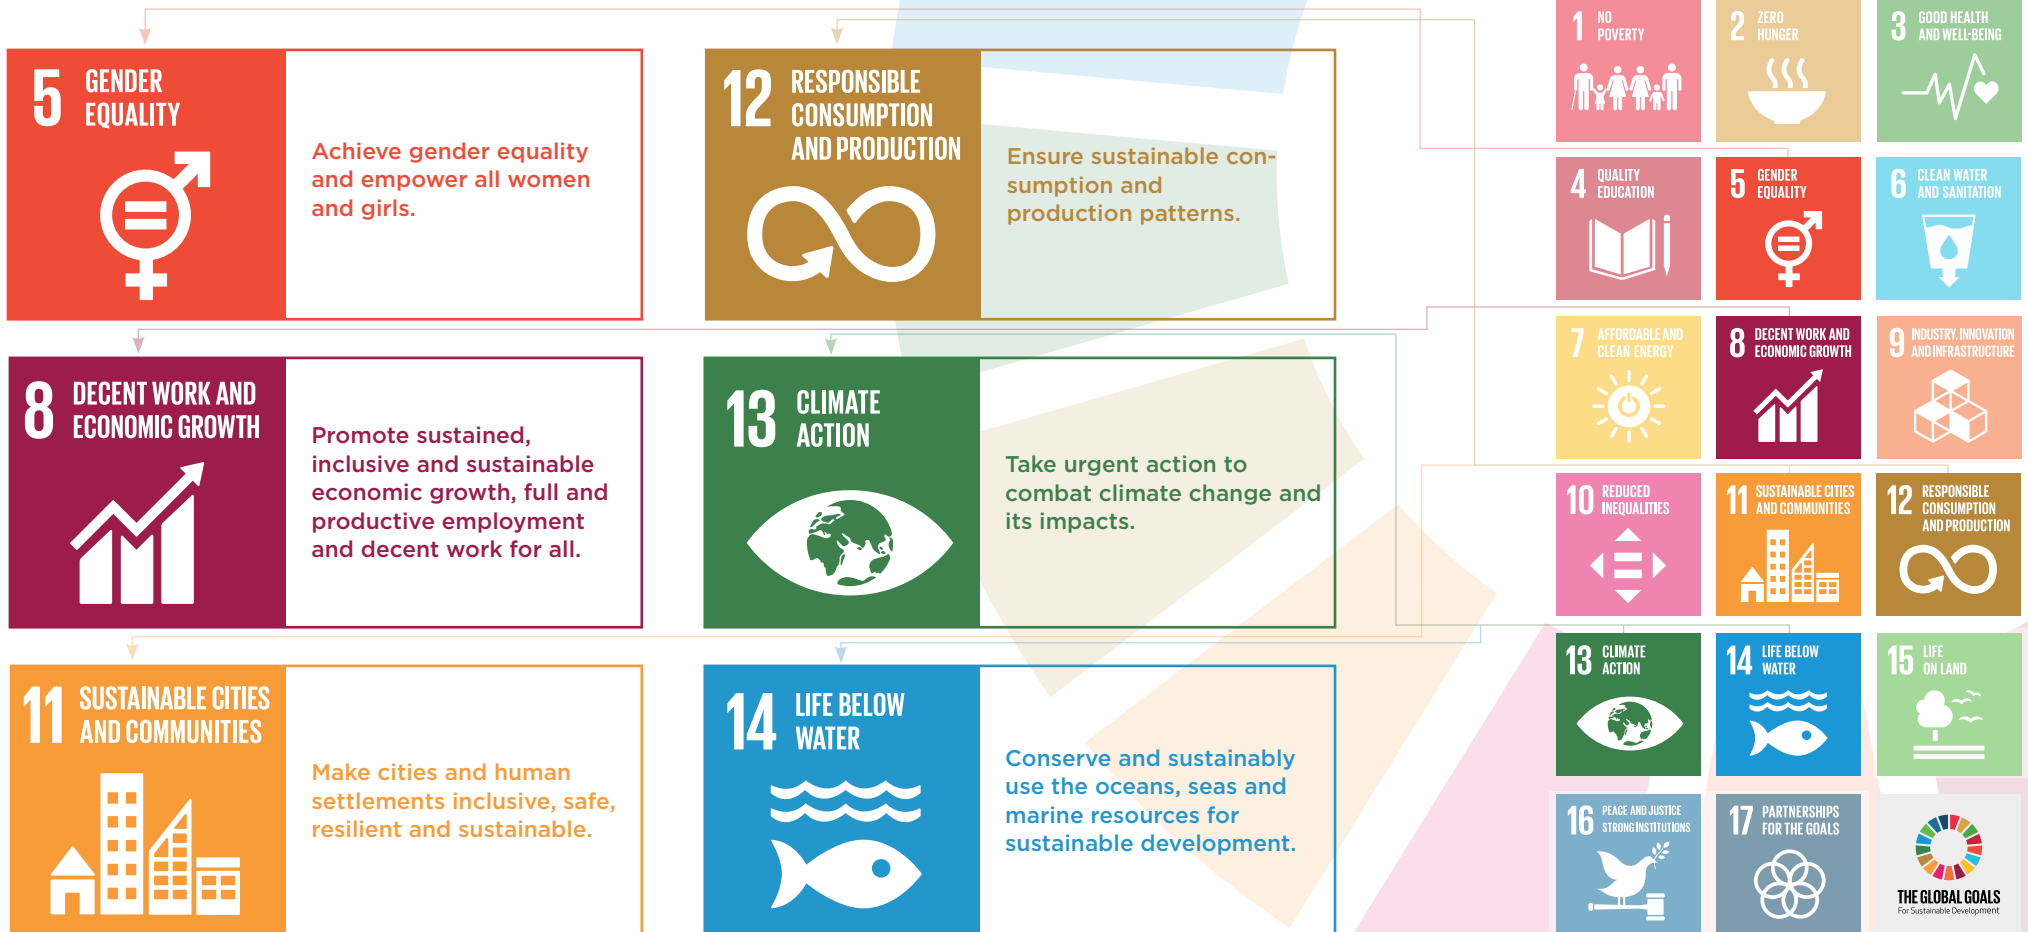 5 GENDER
EQUALITY
Achieve gender equality
and empower all women
and girls.
12 RESPONSIBLE
CONSUMPTION
AND PRODUCTION
Ensure sustainable con-
sumption and
production patterns.
8 DECENT WORK AND
ECONOMIC GROWTH
Promote sustained,
inclusive and sustainable
economic growth, full and
productive employment
and decent work for all.
13 CLIMATE
ACTION
Take urgent action to
combat climate change and
its impacts.
11 SUSTAINABLE CITIES
AND COMMUNITIES
Make cities and human
settlements inclusive, safe,
resilient and sustainable.
14 LIFE BELOW
WATER
Conserve and sustainably
use the oceans, seas and
marine resources for
sustainable development.
1 NO
POVERTY
2 ZERO
HUNGER
3 GOOD HEALTH
AND WELL-BEING
4 QUALITY
EDUCATION
5 GENDER
EQUALITY
6 CLEAN WATER
AND SANITATION
7 AFFORDABLE AND
CLEAN ENERGY
8 DECENT WORK AND
ECONOMIC GROWTH
9 INDUSTRY, INNOVATION
AND INFRASTRUCTURE
10 REDUCED
INEQUALITIES
11 SUSTAINABLE CITIES
AND COMMUNITIES
12 RESPONSIBLE
CONSUMPTION
AND PRODUCTION
13 CLIMATE
ACTION
14 LIFE BELOW
WATER
15 LIFE
ON LAND
16 PEACE AND JUSTICE
STRONG INSTITUTIONS
17 PARTNERSHIPS
FOR THE GOALS
THE GLOBAL GOALS
For Sustainable Development